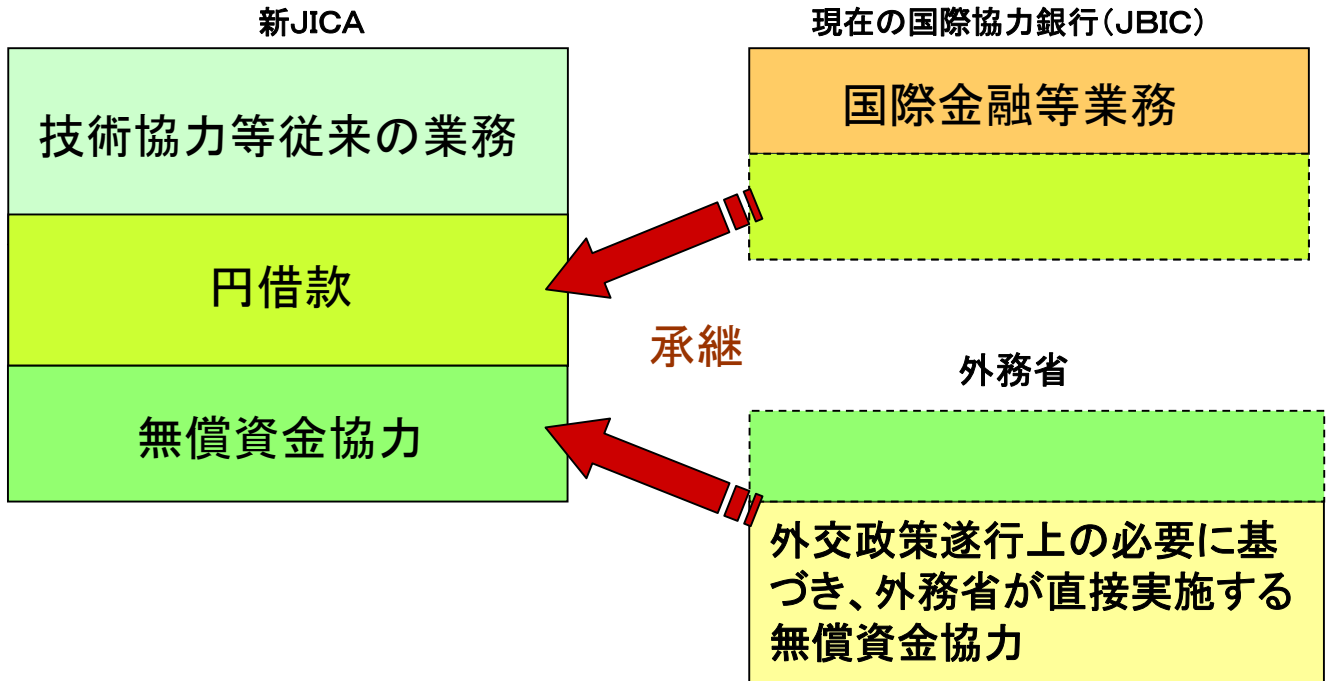 新JICA
技術協力等従来の業務
円借款
無償資金協力
承継
現在の国際協力銀行（JBIC）
国際金融等業務
外務省
外交政策遂行上の必要に基
づき、外務省が直接実施する
無償資金協力